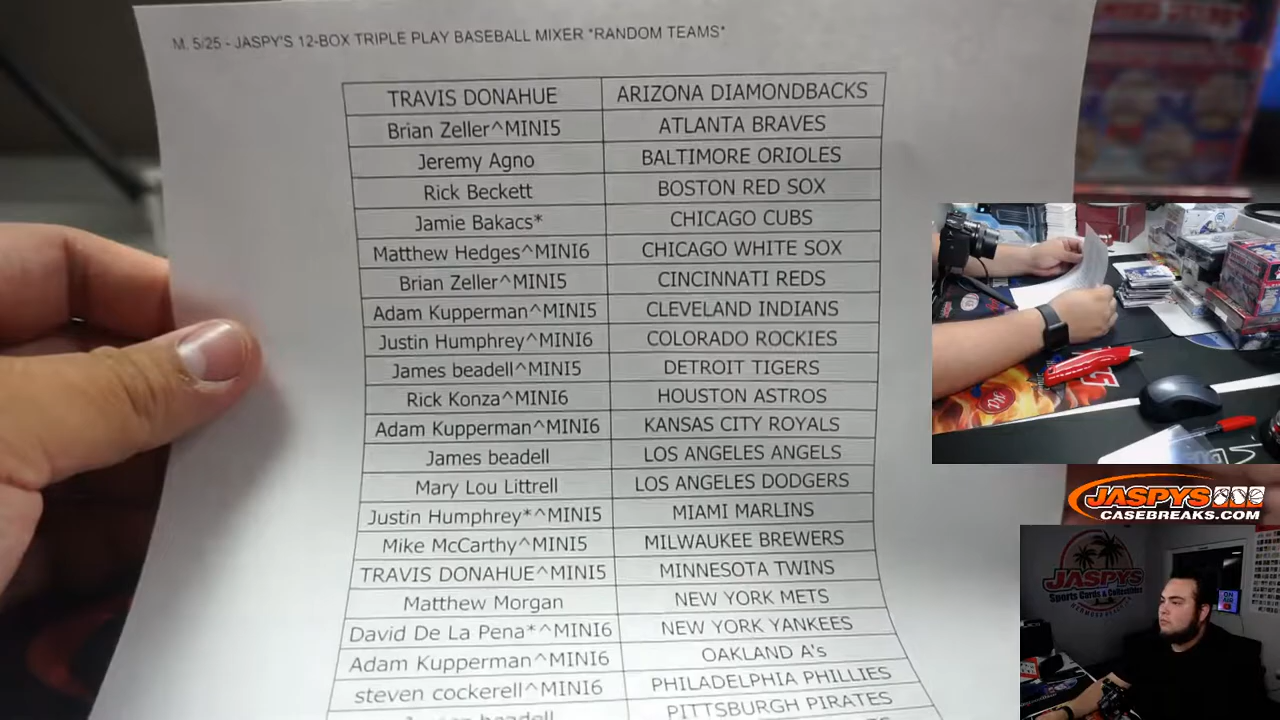 M. 5/25 - JASPY'S 12-BOX TRIPLE PLAY BASEBALL MIXER *RANDOM TEAMS*
TRAVIS DONAHUE ARIZONA DIAMONDBACKS
Brian Zeller^MINI5 ATLANTA BRAVES
Jeremy Agno BALTIMORE ORIOLES
Rick Beckett BOSTON RED SOX
Jamie Bakacs* CHICAGO CUBS
Matthew Hedges^MINI6 CHICAGO WHITE SOX
Brian Zeller^MINI5 CINCINNATI REDS
Adam Kupperman^MINI5 CLEVELAND INDIANS
Justin Humphrey^MINI6 COLORADO ROCKIES
James beadell^MINI5 DETROIT TIGERS
Rick Konza^MINI6 HOUSTON ASTROS
Adam Kupperman^MINI6 KANSAS CITY ROYALS
James beadell LOS ANGELES ANGELS
Mary Lou Littrell LOS ANGELES DODGERS
Justin Humphrey*^MINI5 MIAMI MARLINS
Mike McCarthy^MINI5 MILWAUKEE BREWERS
TRAVIS DONAHUE^MINI5 MINNESOTA TWINS
Matthew Morgan NEW YORK METS
David De La Pena*^MINI6 NEW YORK YANKEES
Adam Kupperman^MINI6 OAKLAND A's
steven cockerell^MINI6 PHILADELPHIA PHILLIES
beadell PITTSBURGH PIRATES
JASPYS
CASEBREAKS.COM
JASPYS
Sports Cards & Collectibles
ON AIR